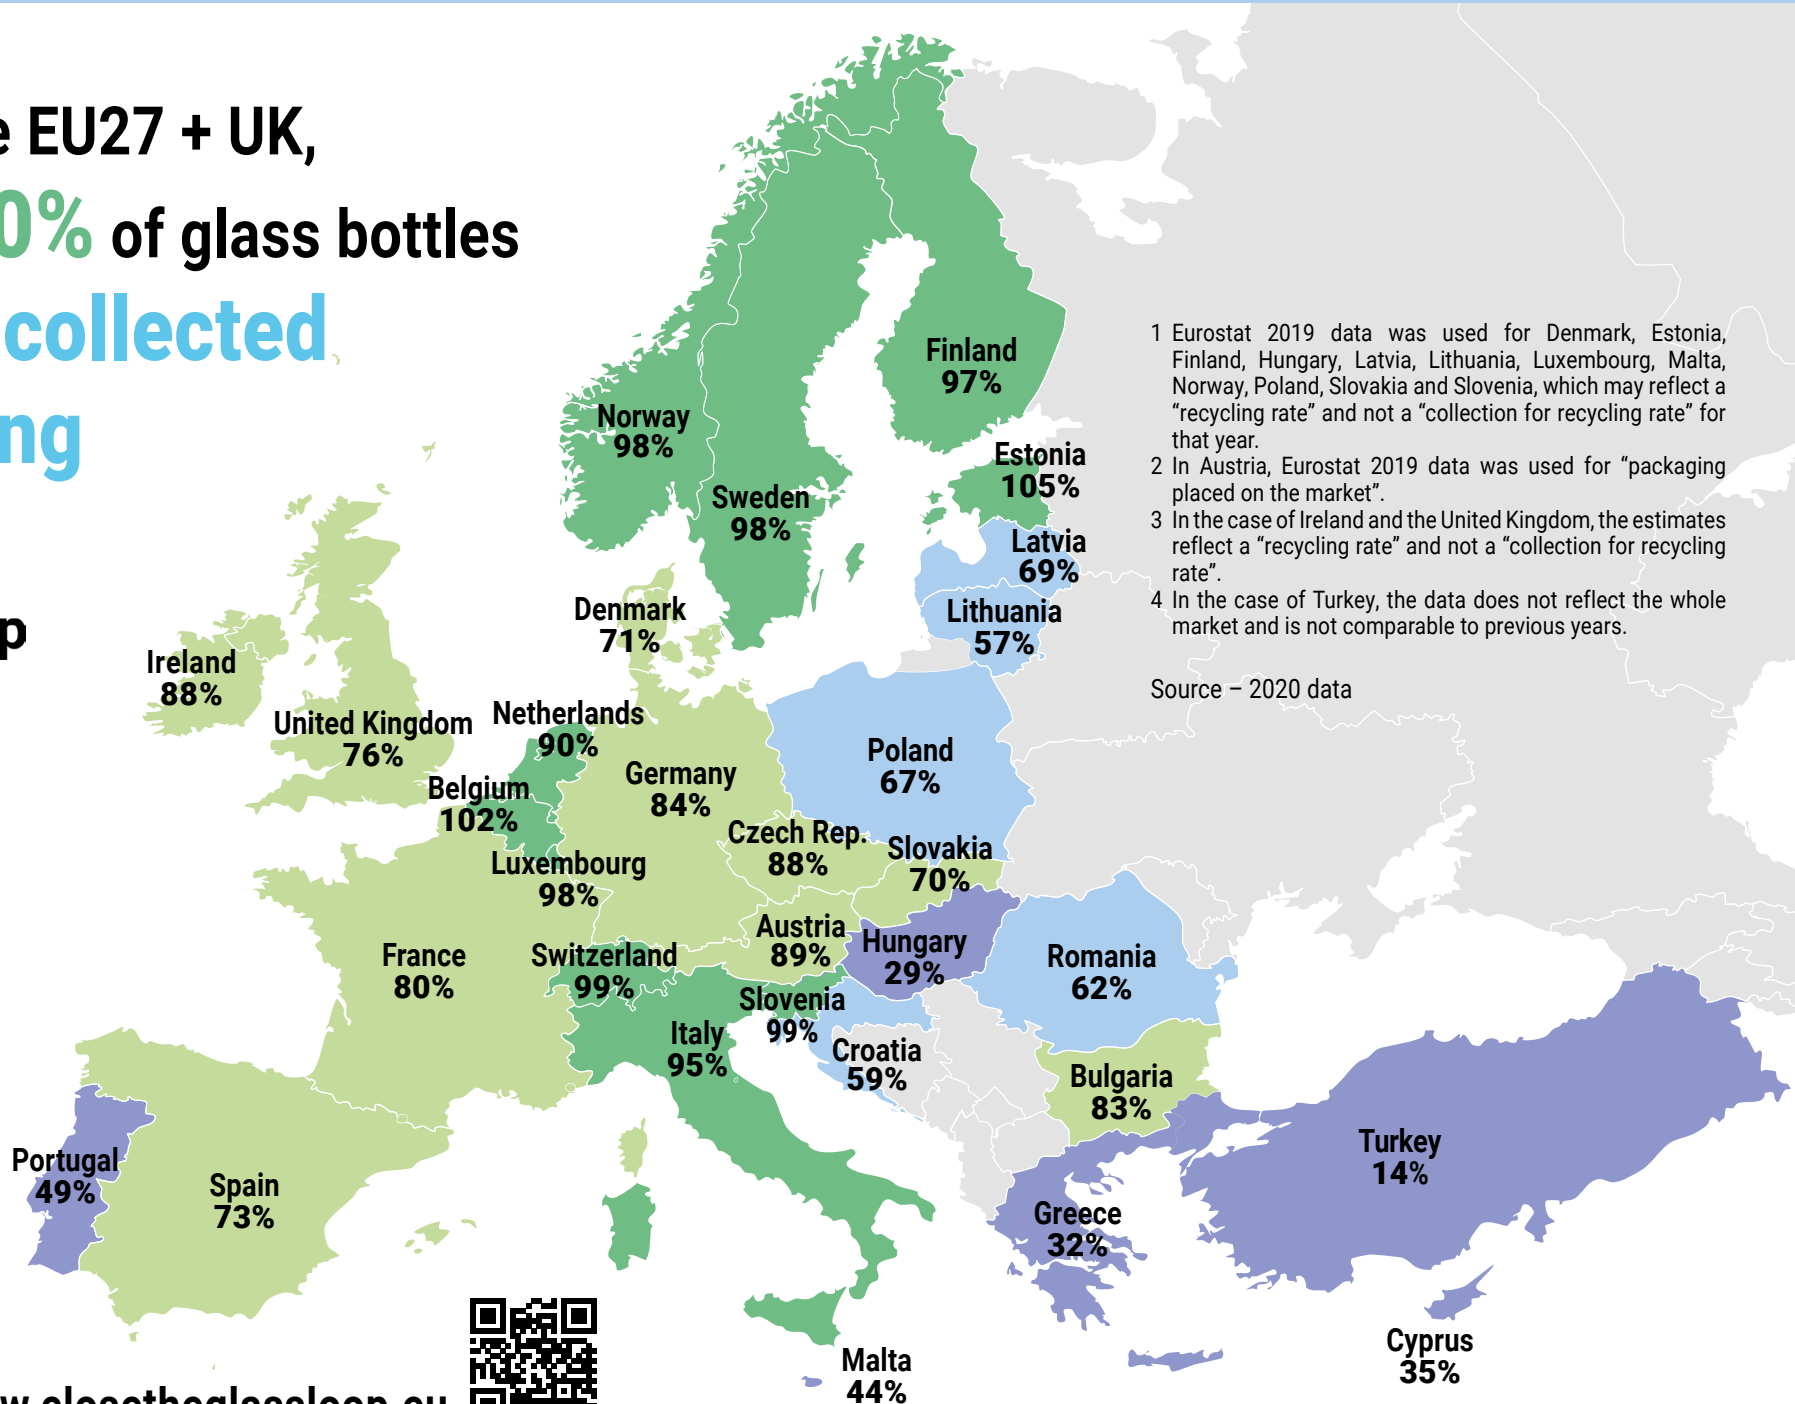 EU27 + UK,
0% of glass bottles
collected
Finland
97%
Norway
98%
Estonia
105%
Sweden
98%
Latvia
69%
Denmark
71%
Lithuania
57%
Ireland
88%
Netherlands
90%
United Kingdom
76%
Belgium
102%
Germany
84%
Poland
67%
Czech Rep.
88%
Slovakia
70%
Luxembourg
98%
Austria
89%
Hungary
29%
France
80%
Switzerland
99%
Romania
62%
Slovenia
99%
Italy
95%
Croatia
59%
Bulgaria
83%
Portugal
49%
Spain
73%
Turkey
14%
Greece
32%
Malta
44%
Cyprus
35%
1 Eurostat 2019 data was used for Denmark, Estonia,
Finland, Hungary, Latvia, Lithuania, Luxembourg, Malta,
Norway, Poland, Slovakia and Slovenia, which may reflect a
“recycling rate” and not a “collection for recycling rate” for
that year.
2 In Austria, Eurostat 2019 data was used for “packaging
placed on the market”.
3 In the case of Ireland and the United Kingdom, the estimates
reflect a “recycling rate” and not a “collection for recycling
rate”.
4 In the case of Turkey, the data does not reflect the whole
market and is not comparable to previous years.
Source – 2020 data